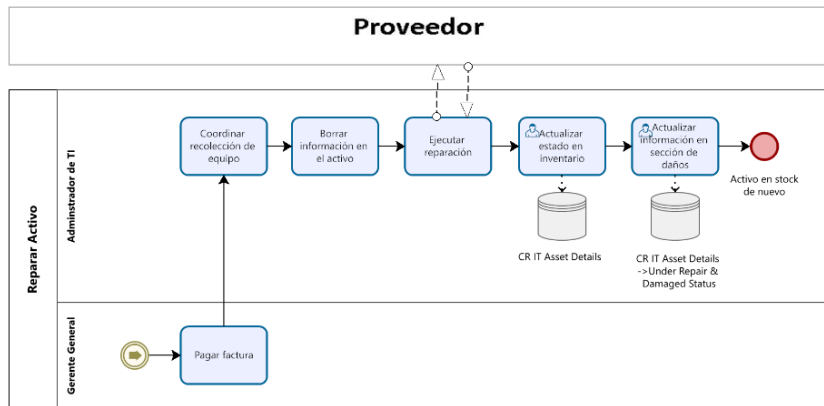 Proveedor
Reparar Activo
Adminstrador de TI
Coordinar
recolección de
equipo
Borrar
información en
el activo
Ejecutar
reparación
Actualizar
estado en
inventario
Actualizar
información en
sección de
daños
Activo en stock
de nuevo
CR IT Asset Details
CR IT Asset Details
->Under Repair &
Damaged Status
Gerente General
Pagar factura